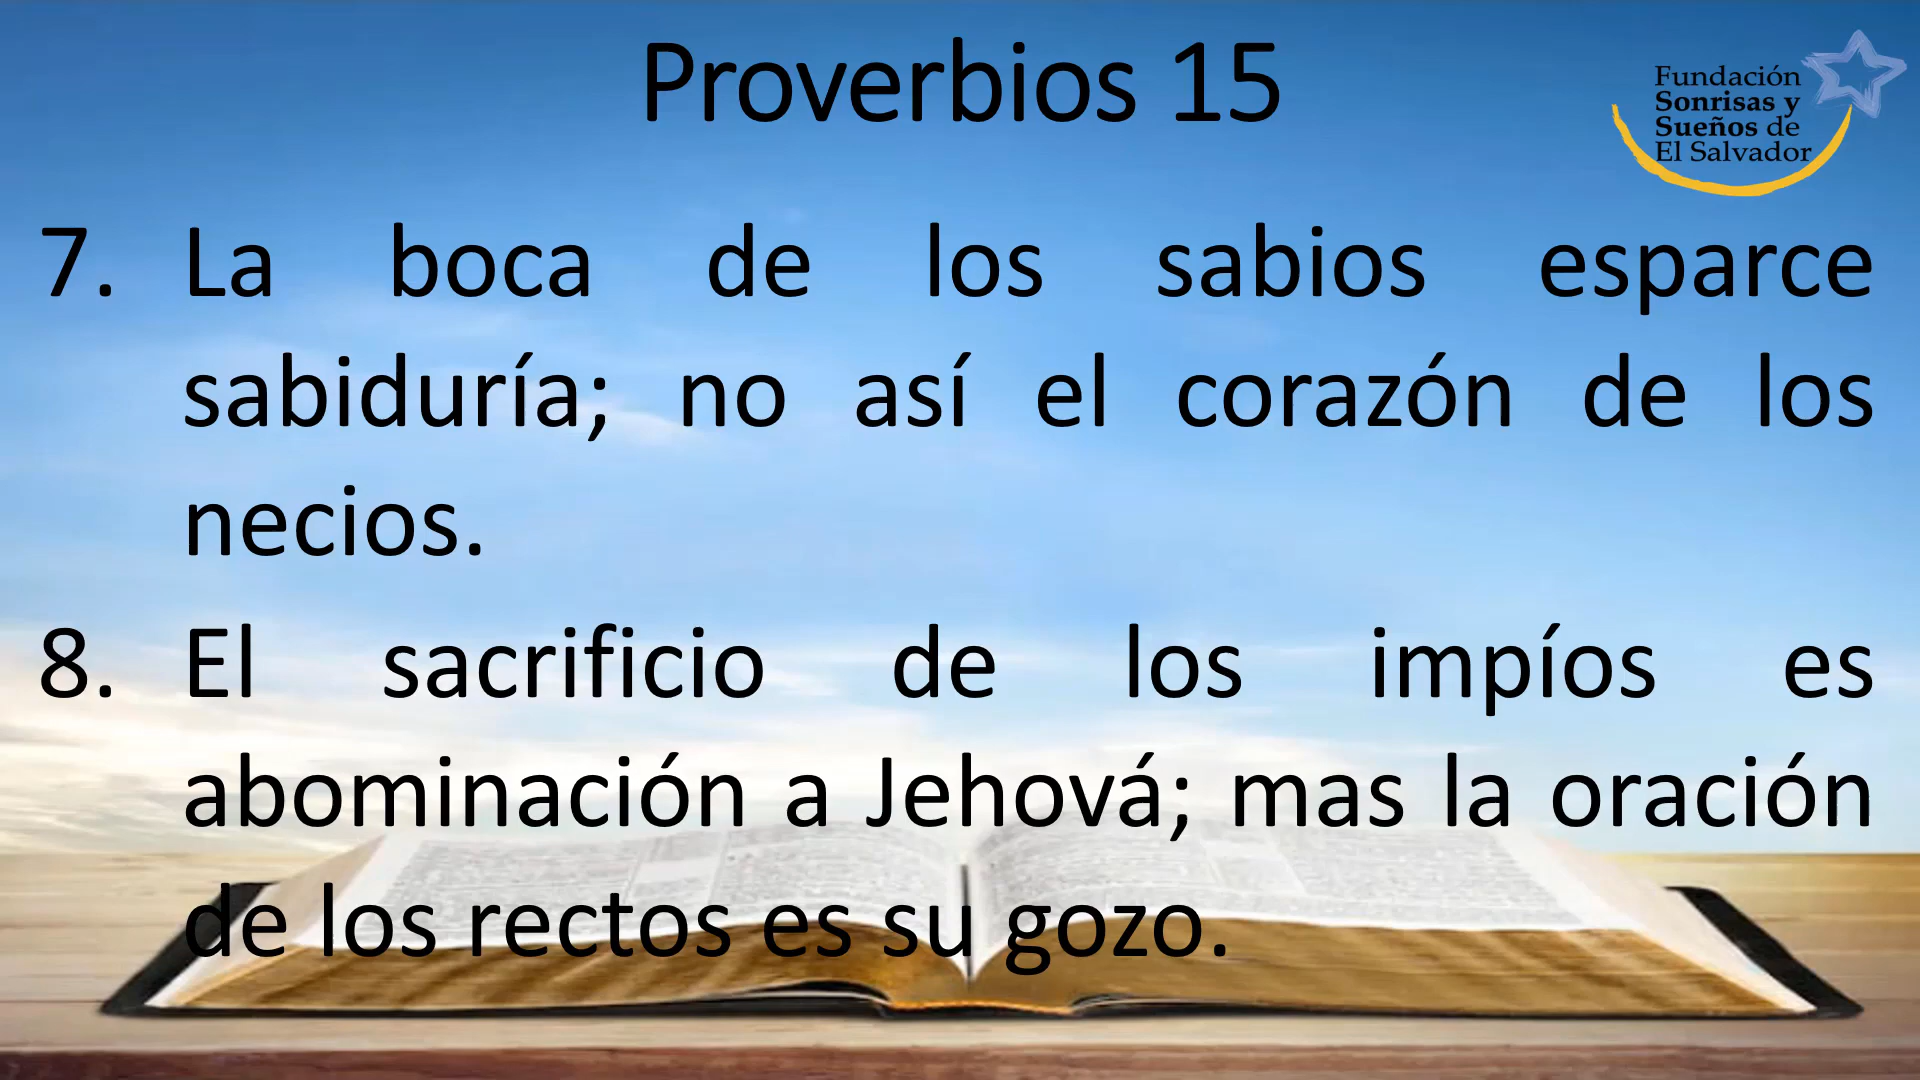 Proverbios 15
Fundación
Sonrisas y
Sueños de
El Salvador
7. La boca de los sabios esparce
sabiduría; no así el corazón de los
necios.
8. El sacrificio de los impíos es
abominación a Jehová; mas la oración
de los rectos es su gozo.